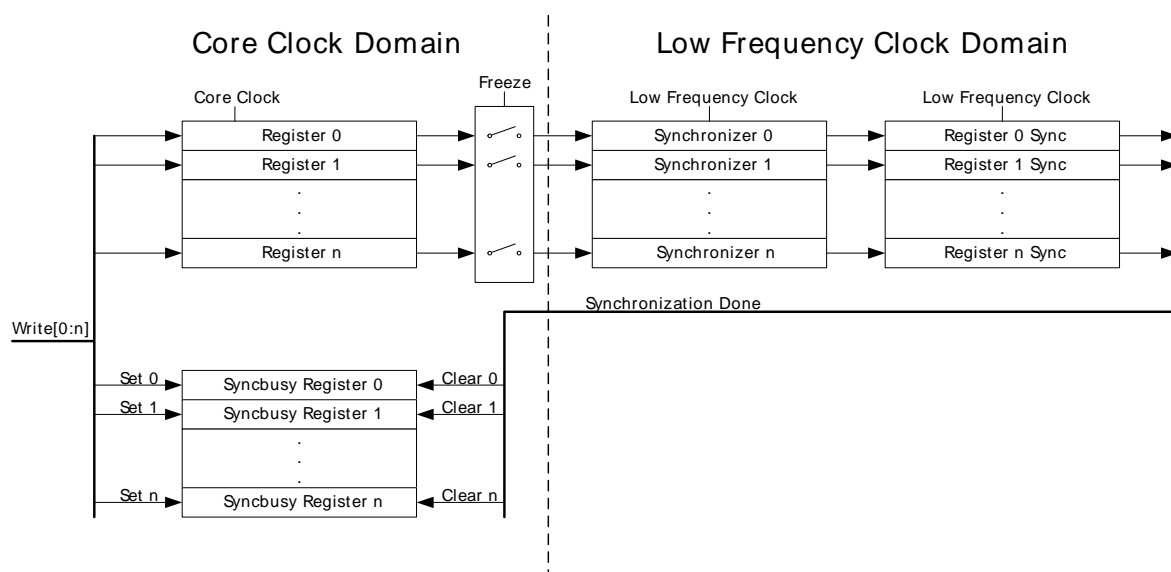 Core Clock Domain
Low Frequency Clock Domain
Freeze
Core Clock
Low Frequency Clock
Low Frequency Clock
Register 0
Synchronizer 0
Register 0 Sync
Register 1
Synchronizer 1
Register 1 Sync
.
.
.
.
.
.
.
.
.
Register n
Synchronizer n
Register n Sync
Synchronization Done
Write[0:n]
Set 0
Syncbusy Register 0
Clear 0
Set 1
Syncbusy Register 1
Clear 1
.
.
.
Set n
Syncbusy Register n
Clear n